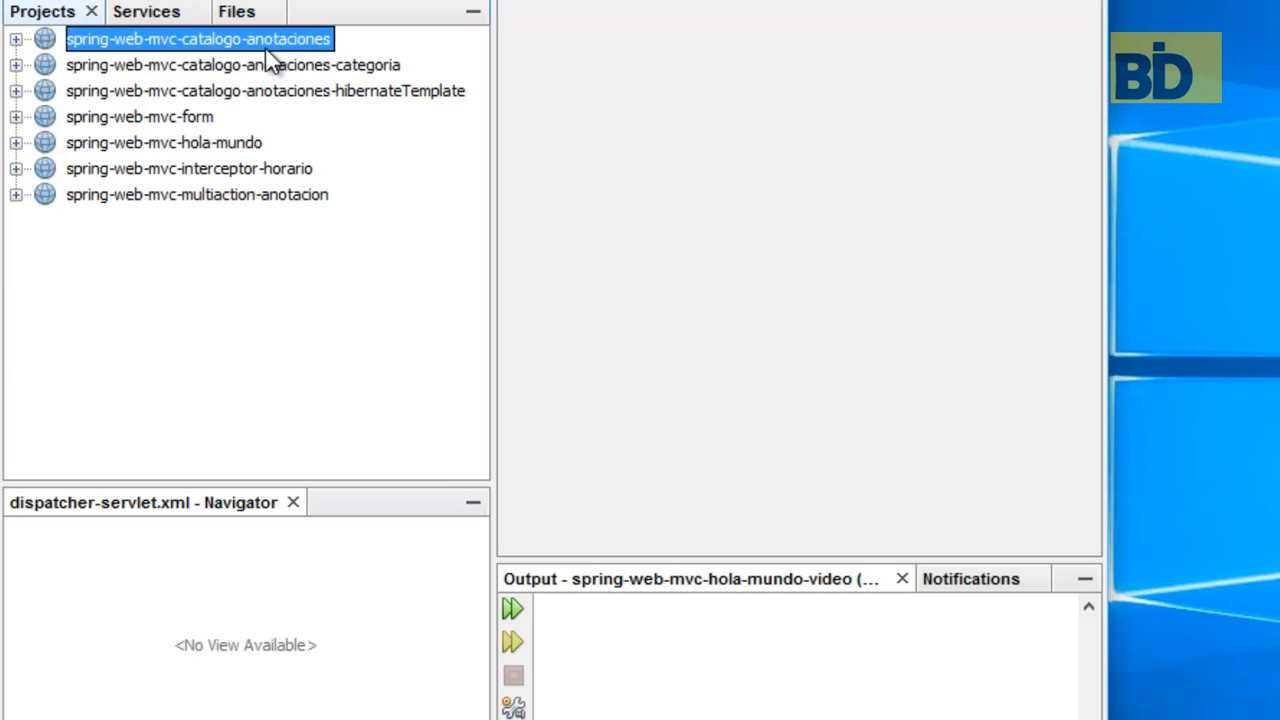 Projects Services Files
spring-web-mvc-catalogo-anotaciones
spring-web-mvc-catalogo-anotaciones-categoria
spring-web-mvc-catalogo-anotaciones-hibernateTemplate
spring-web-mvc-form
spring-web-mvc-hola-mundo
spring-web-mvc-interceptor-horario
spring-web-mvc-multiaction-anotacion
BID
dispatcher-servlet.xml - Navigator
<No View Available>
Output - spring-web-mvc-hola-mundo-video (... Notifications